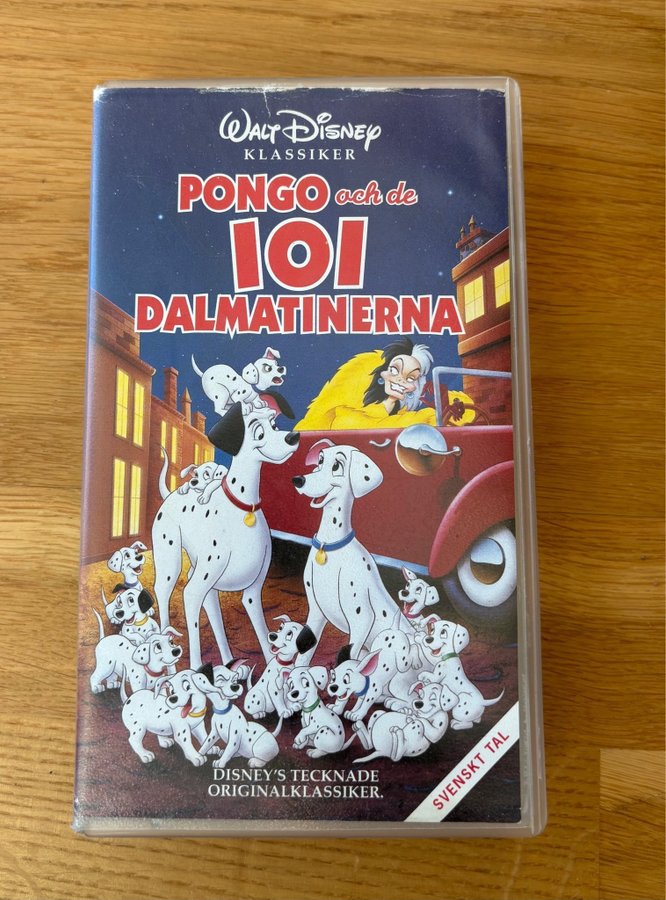 WALT DISNEY
KLASSIKER
PONGO och de
101
DALMATINERNA
DISNEY'S TECKNADE
ORIGINALKLASSIKER.
SVENSKT TAL